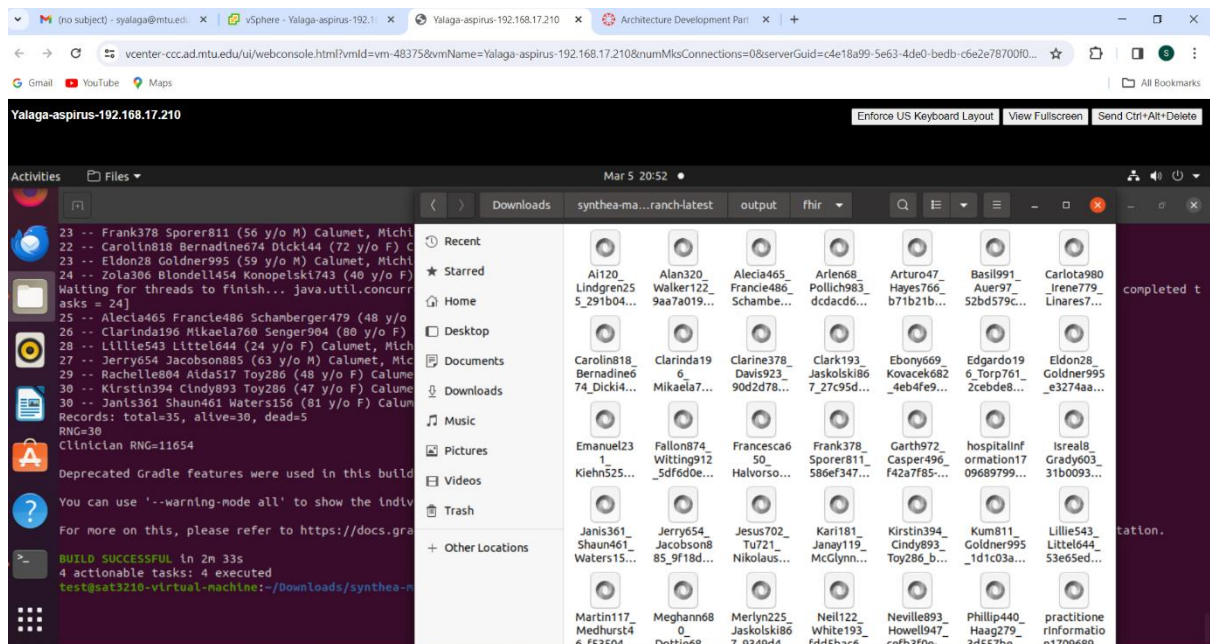 (no subject) - syalaga@mtu.ed
vSphere - Yalaga-aspirus-192.1
Yalaga-aspirus-192.168.17.210
Architecture Development Part
vcenter-ccc.ad.mtu.edu/ui/webconsole.html?vmId=vm-48375&vmName=Yalaga-aspirus-192.168.17.210&numMksConnections=0&serverGuid=c4e18a99-5e63-4de0-bedb-c6e2e78700f0...
S
Gmail YouTube Maps
All Bookmarks
Yalaga-aspirus-192.168.17.210
Enforce US Keyboard Layout View Fullscreen Send Ctrl+Alt+Delete
Activities Files Mar 5 20:52
Downloads synthea-ma...ranch-latest output fhir
23 -- Frank378 Sporer811 (56 y/o M) Calumet, Michi
22 -- Carolin818 Bernadine674 Dicki44 (72 y/o F) C
23 -- Eldon28 Goldner995 (59 y/o M) Calumet, Michi
24 -- Zola306 Blondell454 Konopelski743 (40 y/o F)
Waiting for threads to finish... java.util.concurr
completed t
asks = 24]
25 -- Alecia465 Francie486 Schamberger479 (48 y/o
26 -- Clarinda196 Mikaela760 Senger904 (80 y/o F)
28 -- Lillie543 Littel644 (24 y/o F) Calumet, Mich
27 -- Jerry654 Jacobson885 (63 y/o M) Calumet, Mic
29 -- Rachelle804 Aida517 Toy286 (48 y/o F) Calume
30 -- Kirstin394 Cindy893 Toy286 (47 y/o F) Calume
30 -- Janis361 Shaun461 Waters156 (81 y/o F) Calum
Records: total=35, alive=30, dead=5
RNG=30
Clinician RNG=11654
Deprecated Gradle features were used in this build
You can use '--warning-mode all' to show the indiv
For more on this, please refer to https://docs.gra
tation.
BUILD SUCCESSFUL in 2m 33s
4 actionable tasks: 4 executed
test@sat3210-virtual-machine:~/Downloads/synthea-m
Recent
Starred
Home
Desktop
Documents
Downloads
Music
Pictures
Videos
Trash
+ Other Locations
Ai120_
Lindgren25
5_291b04...
Alan320_
Walker122_
9aa7a019...
Alecia465_
Francie486_
Schambe...
Arlen68_
Pollich983_
dcdacd6...
Arturo47_
Hayes766_
b71b21b...
Basil991_
Auer97_
52bd579c...
Carlota980
_Irene779_
Linares7...
Carolin818_
Bernadine6
74_Dicki4...
Clarinda19
6_
Mikaela7...
Clarine378_
Davis923_
90d2d78...
Clark193_
Jaskolski86
7_27c95d...
Ebony669_
Kovacek682
_4eb4fe9...
Edgardo19
6_Torp761_
2cebde8...
Eldon28_
Goldner995
_e3274aa...
Emanuel23
1_
Kiehn525...
Fallon874_
Witting912
_5df6d0e...
Francesca6
50_
Halvorso...
Frank378_
Sporer811_
586ef347...
Garth972_
Casper496_
f42a7f85-...
hospitalInf
ormation17
09689799...
Isreal8_
Grady603_
31b0093...
Janis361_
Shaun461_
Waters15...
Jerry654_
Jacobson8
85_9f18d...
Jesus702_
Tu721_
Nikolaus...
Kari181_
Janay119_
McGlynn...
Kirstin394_
Cindy893_
Toy286_b...
Kum811_
Goldner995
_1d1c03a...
Lillie543_
Littel644_
53e65ed...
Martin117_
Medhurst4
Meghann68
0_
Merlyn225_
Jaskolski86
Neil122_
White193_
Neville893_
Howell947_
Phillip440_
Haag279_
practitione
rInformatio